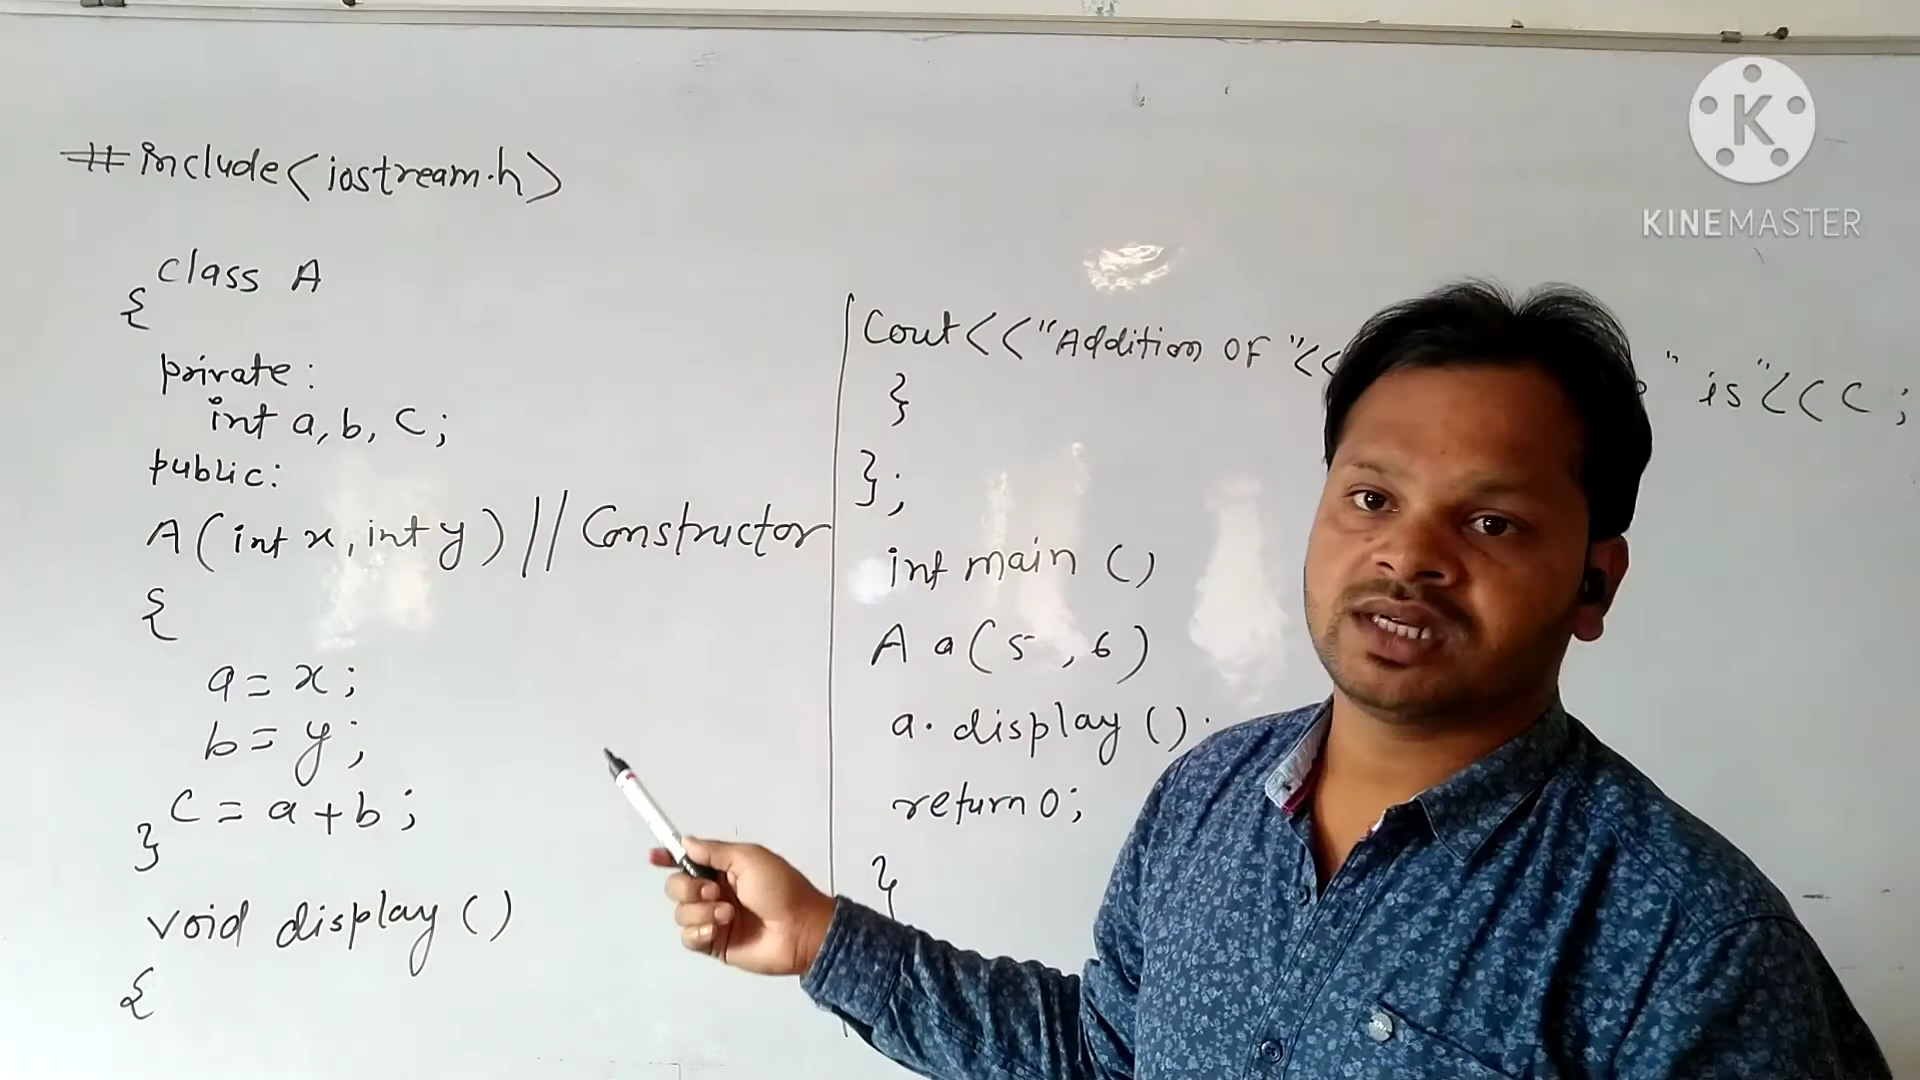 #include<iostream.h>
class A
{
private:
int a, b, c;
public:
A(int x, int y) // Constructor
{
a = x;
b = y;
c = a + b;
}
void display ()
{
Cout<<"Addition OF "<< " is"<<C;
}
};
int main ()
A a(5, 6)
a. display ();
return 0;
}
K
KINEMASTER